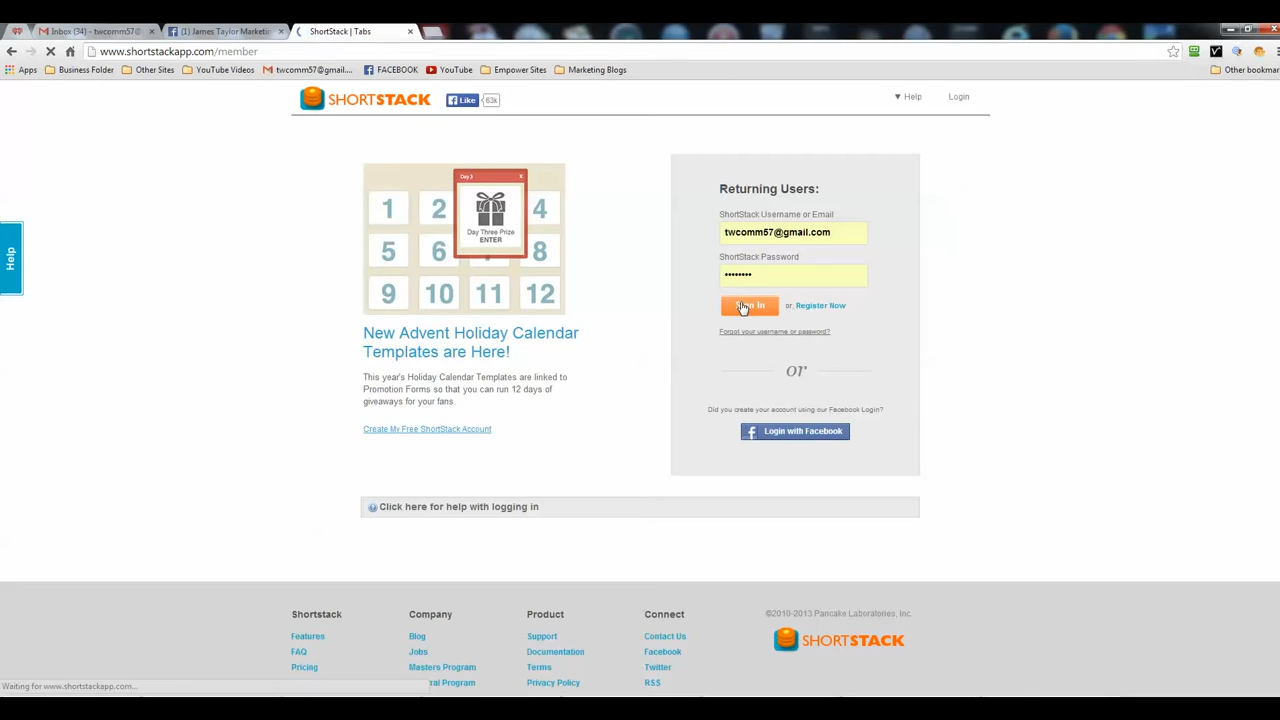 Inbox (34) - twcomm57@
(1) James Taylor Marketin
ShortStack | Tabs
www.shortstackapp.com/member
Apps
Business Folder
Other Sites
YouTube Videos
twcomm57@gmail....
FACEBOOK
YouTube
Empower Sites
Marketing Blogs
Other bookmar
SHORTSTACK
Like
63k
Help
Login
Help
1
2
4
5
6
8
9
10
11
12
Day 3
x
Day Three Prize
ENTER
New Advent Holiday Calendar
Templates are Here!
This year's Holiday Calendar Templates are linked to
Promotion Forms so that you can run 12 days of
giveaways for your fans.
Create My Free ShortStack Account
Returning Users:
ShortStack Username or Email
twcomm57@gmail.com
ShortStack Password
••••••••
In
or, Register Now
Forgot your username or password?
or
Did you create your account using our Facebook Login?
Login with Facebook
Click here for help with logging in
Shortstack
Features
FAQ
Pricing
Company
Blog
Jobs
Masters Program
ral Program
Product
Support
Documentation
Terms
Privacy Policy
Connect
Contact Us
Facebook
Twitter
RSS
©2010-2013 Pancake Laboratories, Inc.
SHORTSTACK
Waiting for www.shortstackapp.com...